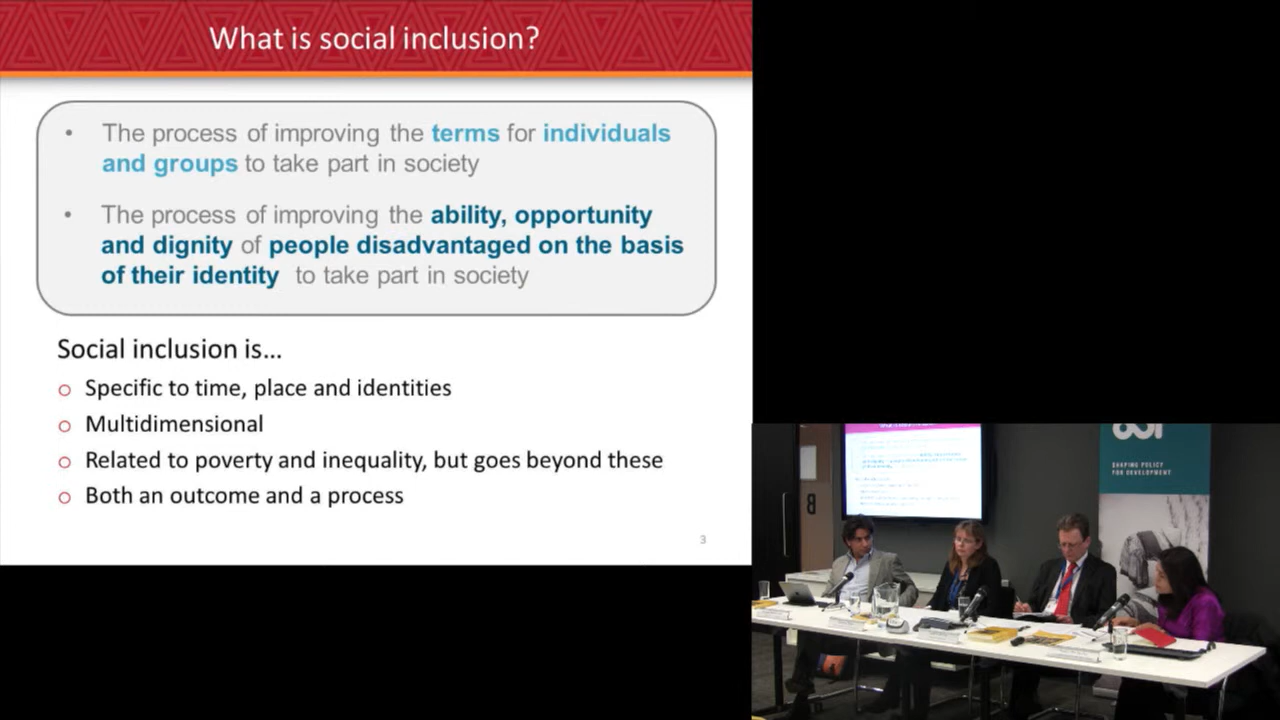 What is social inclusion?
• The process of improving the terms for individuals
and groups to take part in society
• The process of improving the ability, opportunity
and dignity of people disadvantaged on the basis
of their identity to take part in society
Social inclusion is...
o Specific to time, place and identities
o Multidimensional
o Related to poverty and inequality, but goes beyond these
o Both an outcome and a process
3
SHAPING POLICY
FOR DEVELOPMENT
8